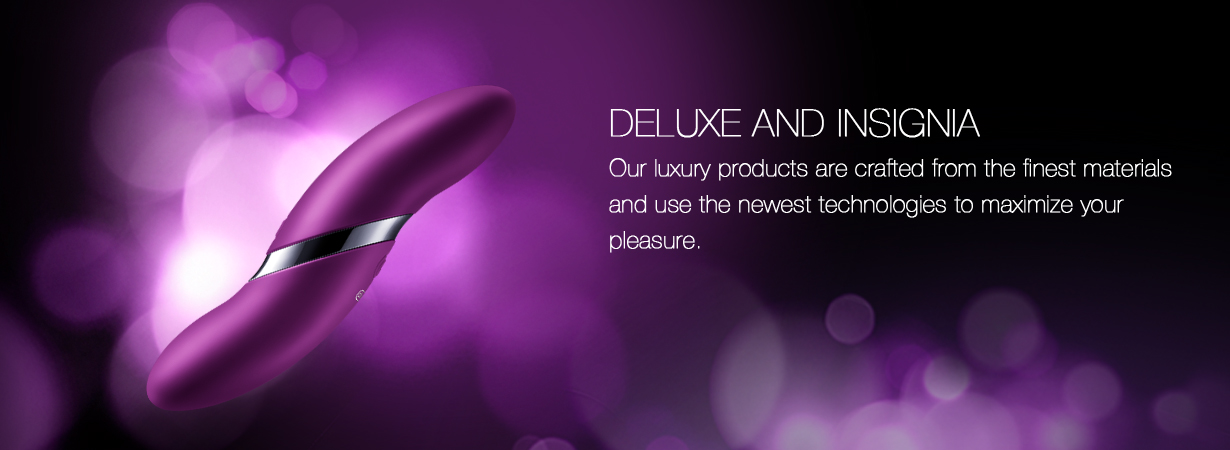 DELUXE AND INSIGNIA
Our luxury products are crafted from the finest materials
and use the newest technologies to maximize your
pleasure.